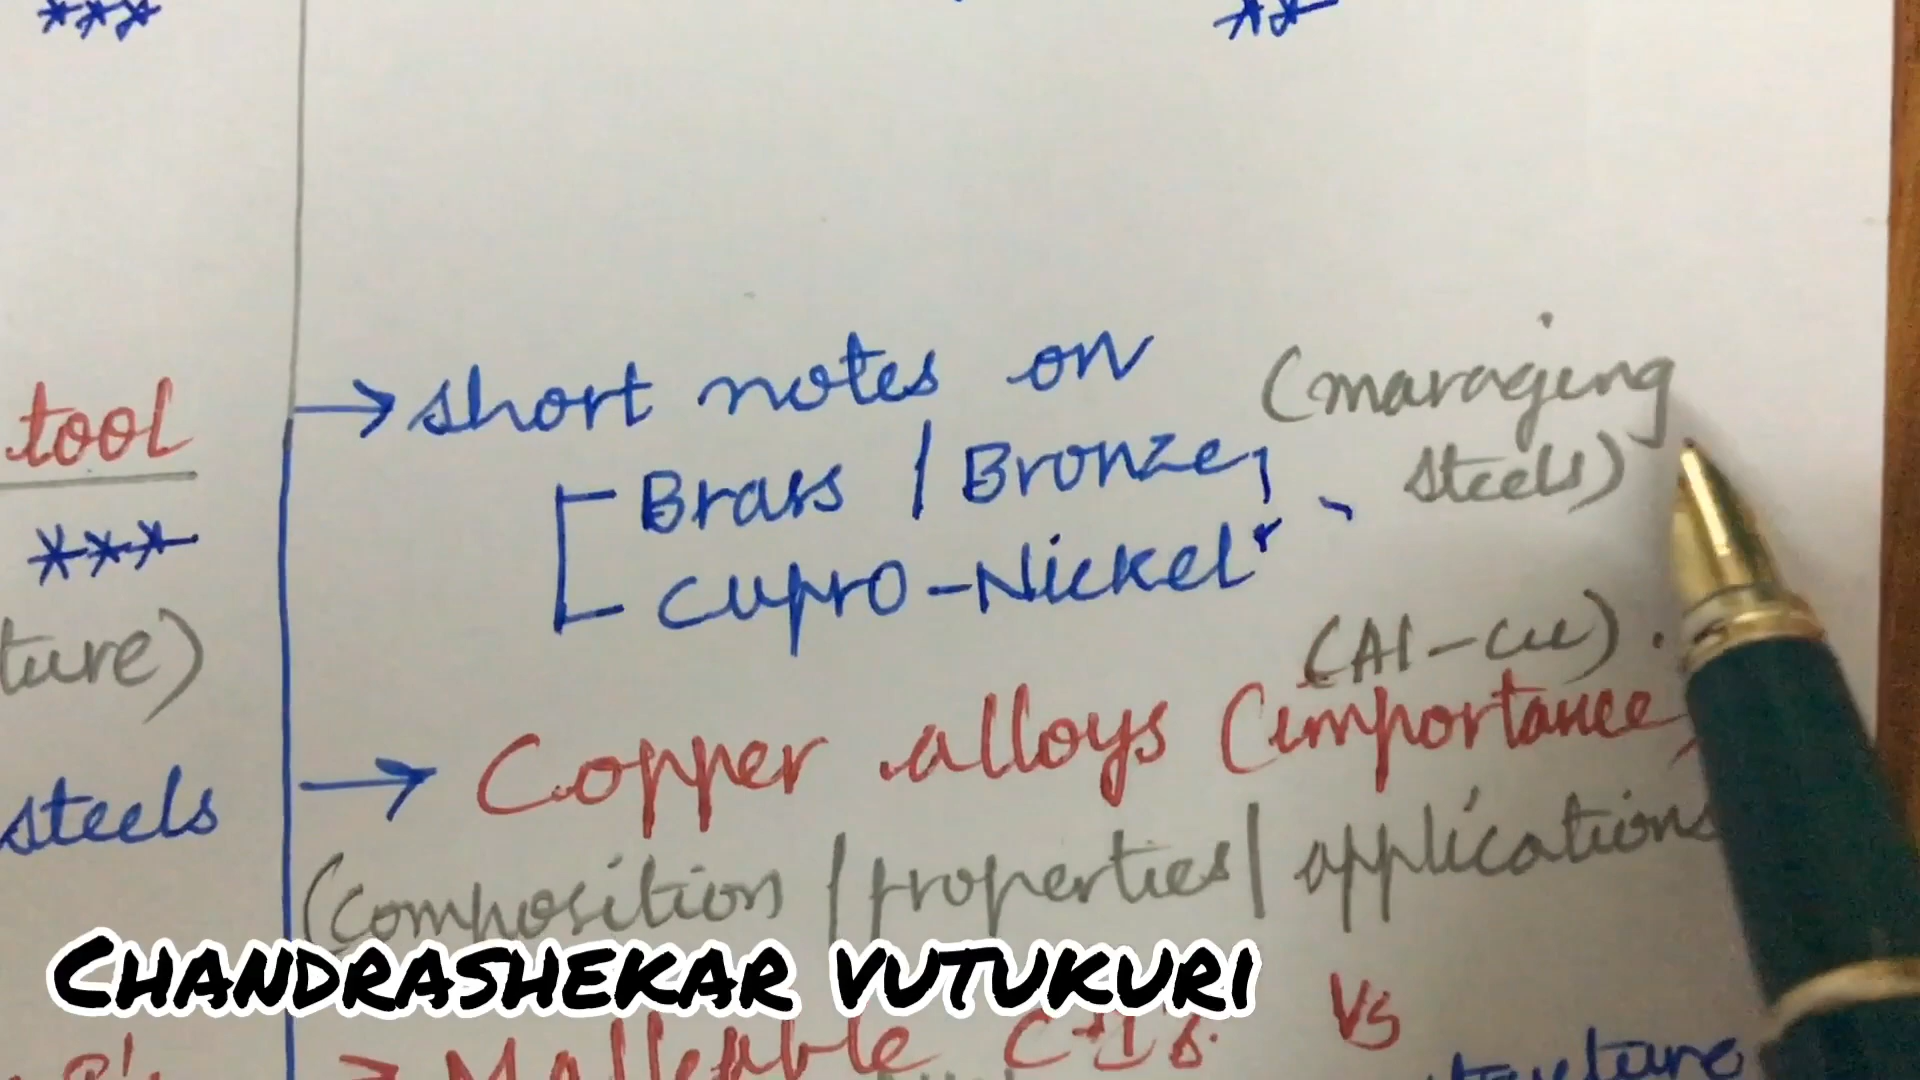 ***
**
tool
***
ture)
steels
→ short notes on
(maraging
steels)
Brass / Bronze,
Cupro-Nickel
(Al-Cu).
→ Copper alloys (importance
(composition / properties / applications
Chandrashekar Vutukuri
Malleable C.I's. Vs